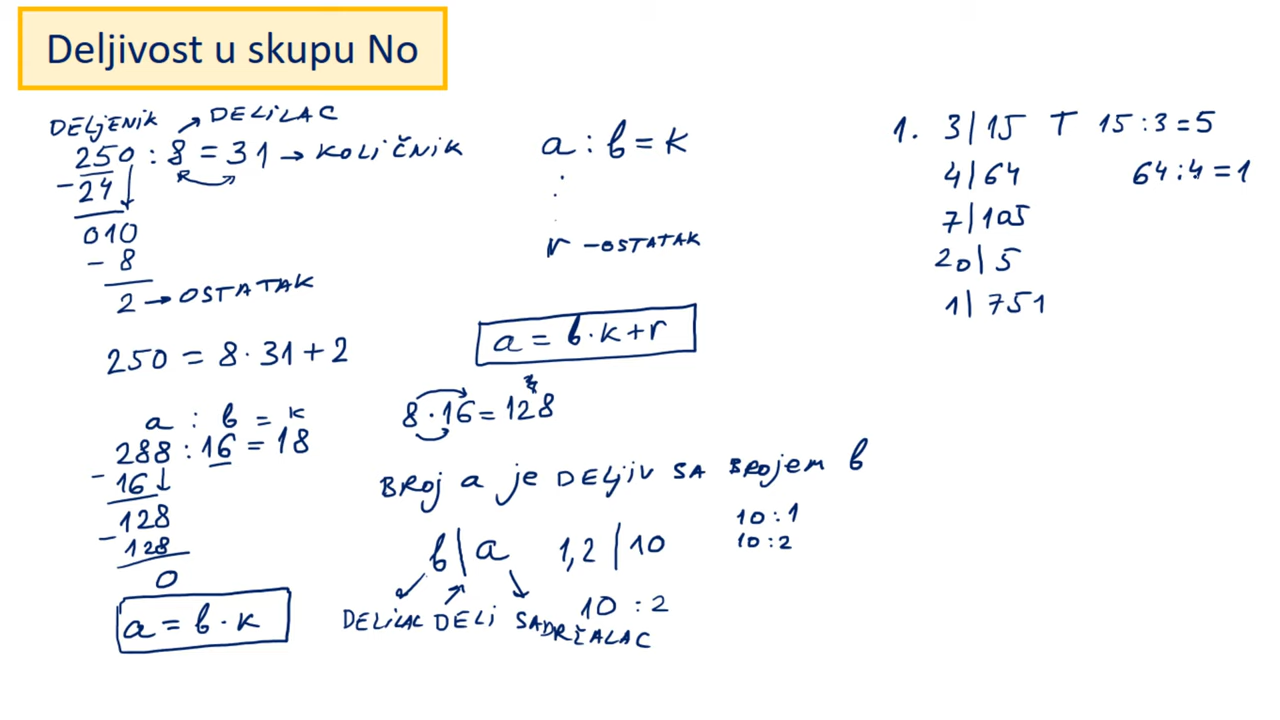 Deljivost u skupu No
DELJENIK → DELILAC
250 : 8 = 31 → KOLIČNIK
-24
010
- 8
2 → OSTATAK
250 = 8 · 31 + 2
a : b = k
288 : 16 = 18
-16
128
-128
0
a = b · k
a : b = k
r - OSTATAK
a = b · k + r
8 · 16 = 128
BROJ a je DELJIV SA BROJEM b
b | a 1,2 | 10
10 : 1
10 : 2
DELILAC DELI SADRŽALAC
10 : 2
1. 3 | 15 T 15 : 3 = 5
4 | 64 64 : 4 = 1
7 | 105
20 | 5
1 | 751